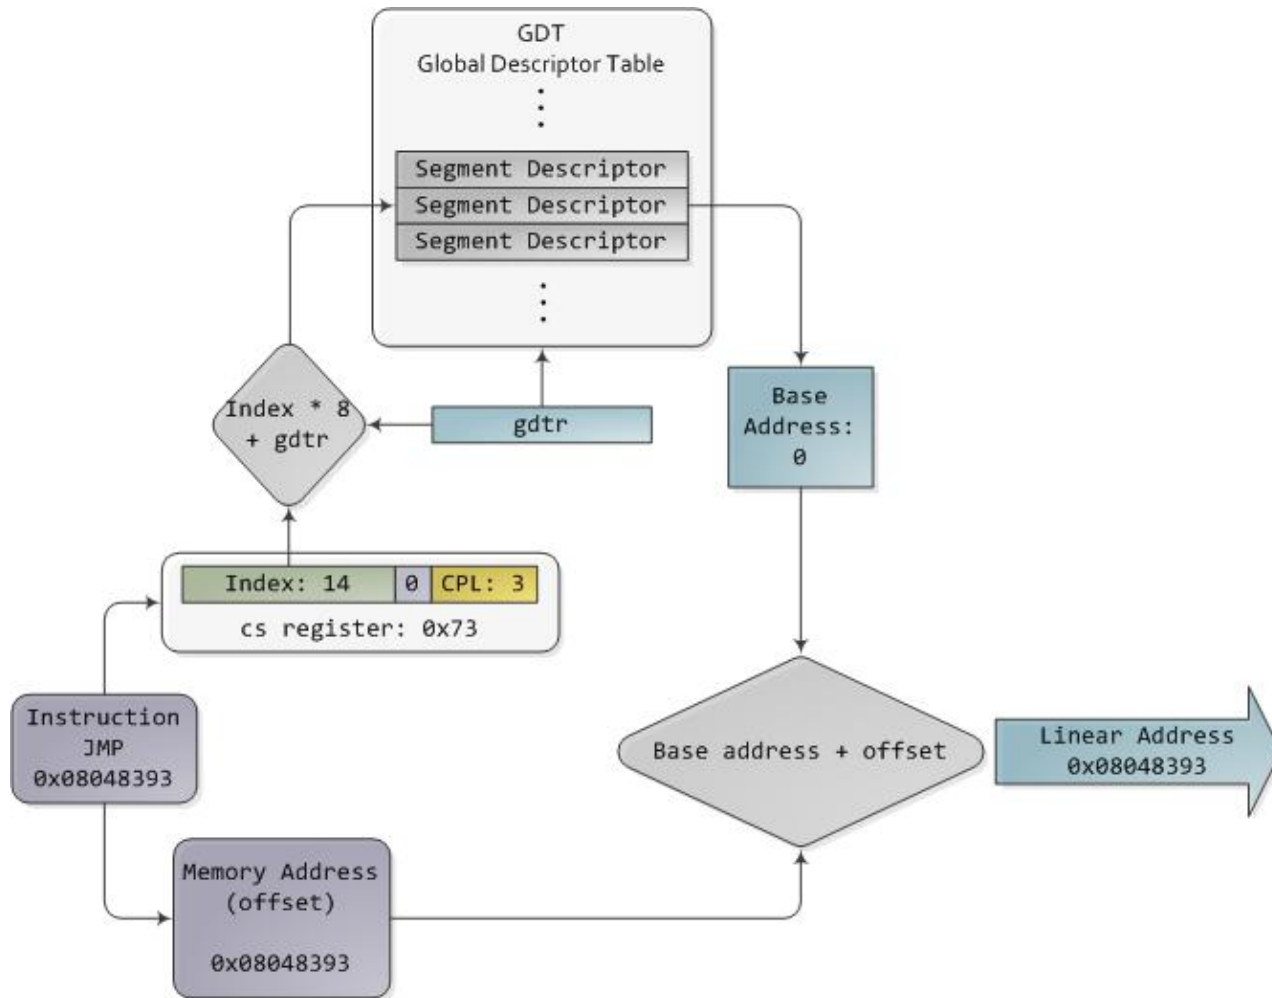 GDT
Global Descriptor Table
Segment Descriptor
Segment Descriptor
Segment Descriptor
Index * 8
+ gdtr
gdtr
Base
Address:
0
Index: 14
0
CPL: 3
cs register: 0x73
Instruction
JMP
0x08048393
Base address + offset
Linear Address
0x08048393
Memory Address
(offset)
0x08048393